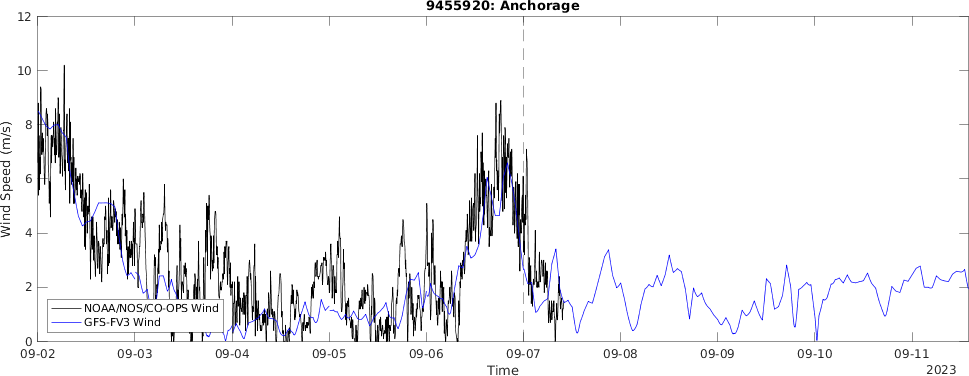 9455920: Anchorage
12
10
8
6
4
2
0
Wind Speed (m/s)
NOAA/NOS/CO-OPS Wind
GFS-FV3 Wind
09-02 09-03 09-04 09-05 09-06 09-07 09-08 09-09 09-10 09-11
Time
2023